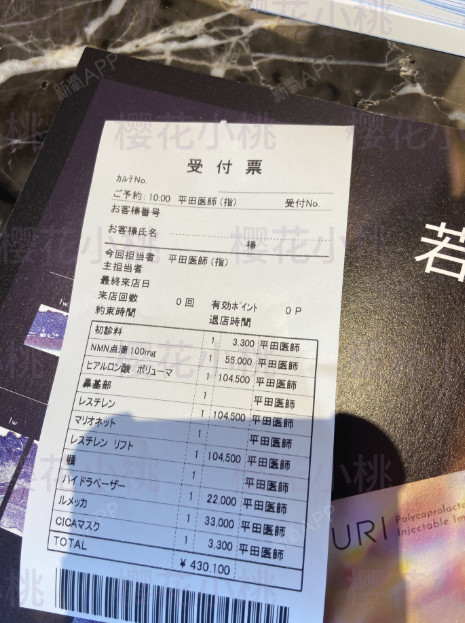 受付票
カルテNo.
ご予約: 10:00 平田医師(指) 受付No.
お客様番号
お客様氏名 様
今回担当者 平田医師(指)
主担当者
最終来店日
来店回数 0回 有効ポイント 0P
約束時間 退店時間
初診料 1 3.300 平田医師
NMN点滴 100mg 1 55.000 平田医師
ヒアルロン酸 ボリューマ 1 104.500 平田医師
鼻基部 1 平田医師
レスチレン 1 104.500 平田医師
マリオネット 1 平田医師
レスチレン リフト 1 104.500 平田医師
ハイドラベーザー 1 22.000 平田医師
ルメッカ 1 33.000 平田医師
CICAマスク 1 3.300 平田医師
TOTAL ¥430.100
若
URI Polycaprolacto
Injectable Im
樱花小桃
新氧APP